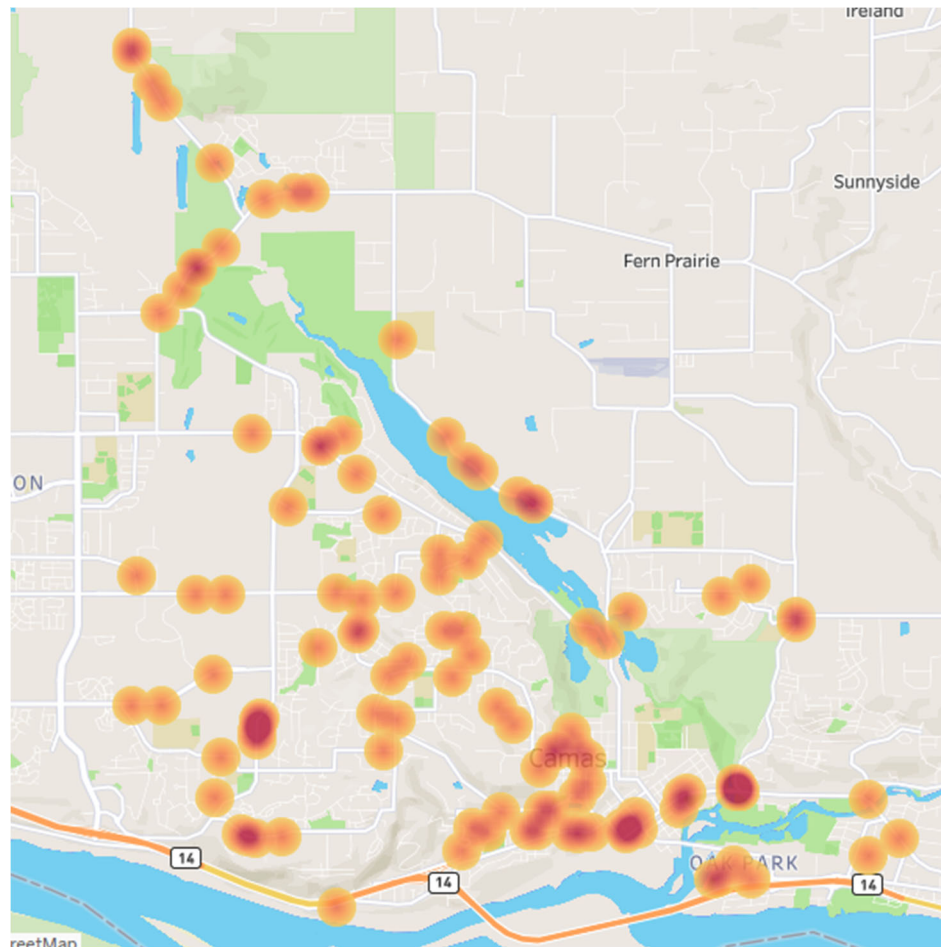 Ireland
Sunnyside
Fern Prairie
ON
Camas
OAK PARK
14
14
14
reetMap